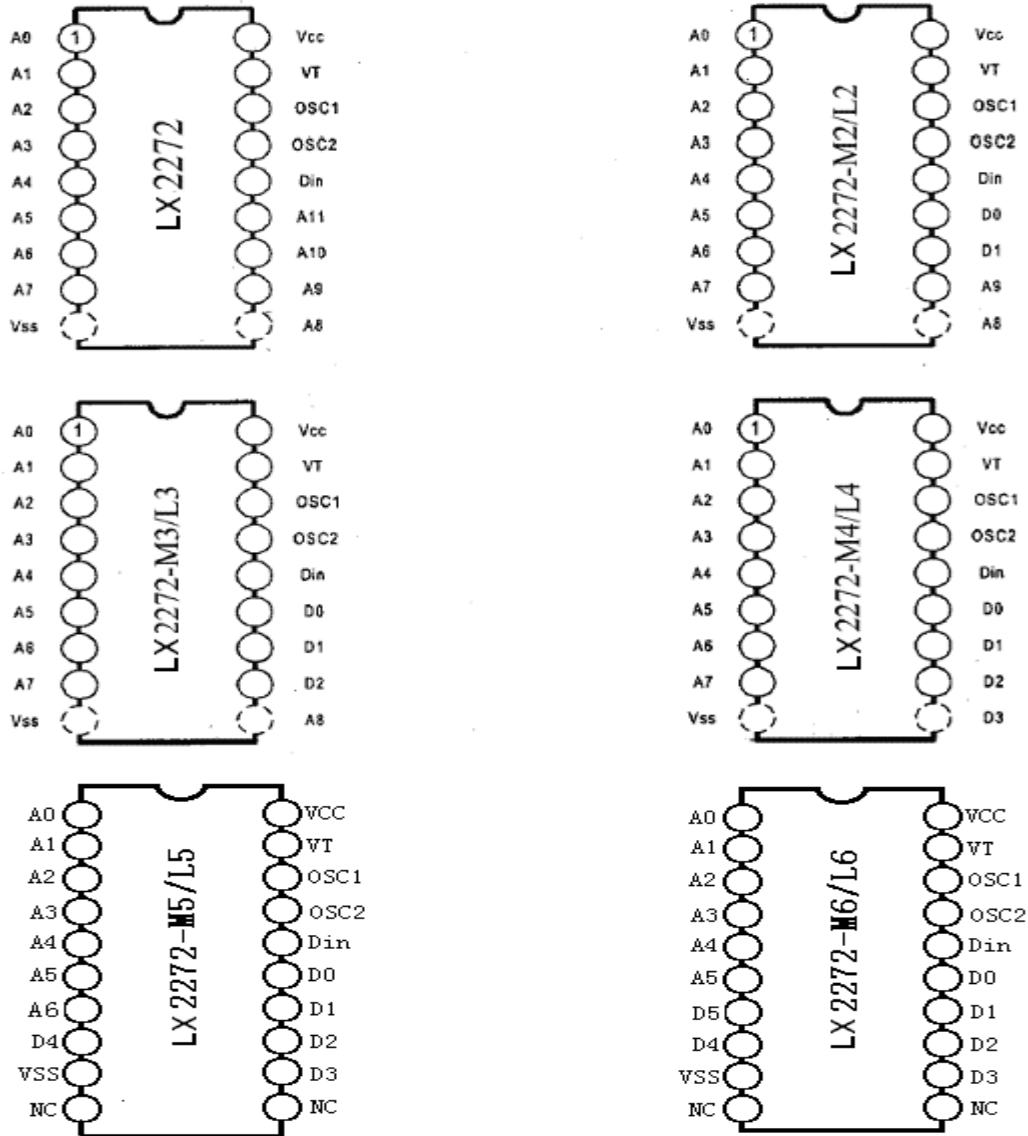 A0 1 Vcc
A1 VT
A2 OSC1
A3 OSC2
A4 Din
A5 A11
A6 A10
A7 A9
Vss A8
LX 2272
A0 1 Vcc
A1 VT
A2 OSC1
A3 OSC2
A4 Din
A5 D0
A6 D1
A7 A9
Vss A8
LX 2272-M2/L2
A0 1 Vcc
A1 VT
A2 OSC1
A3 OSC2
A4 Din
A5 D0
A6 D1
A7 D2
Vss A8
LX 2272-M3/L3
A0 1 Vcc
A1 VT
A2 OSC1
A3 OSC2
A4 Din
A5 D0
A6 D1
A7 D2
Vss D3
LX 2272-M4/L4
A0 VCC
A1 VT
A2 OSC1
A3 OSC2
A4 Din
A5 D0
A6 D1
D4 D2
VSS D3
NC NC
LX 2272-M5/L5
A0 VCC
A1 VT
A2 OSC1
A3 OSC2
A4 Din
A5 D0
D5 D1
D4 D2
VSS D3
NC NC
LX 2272-M6/L6